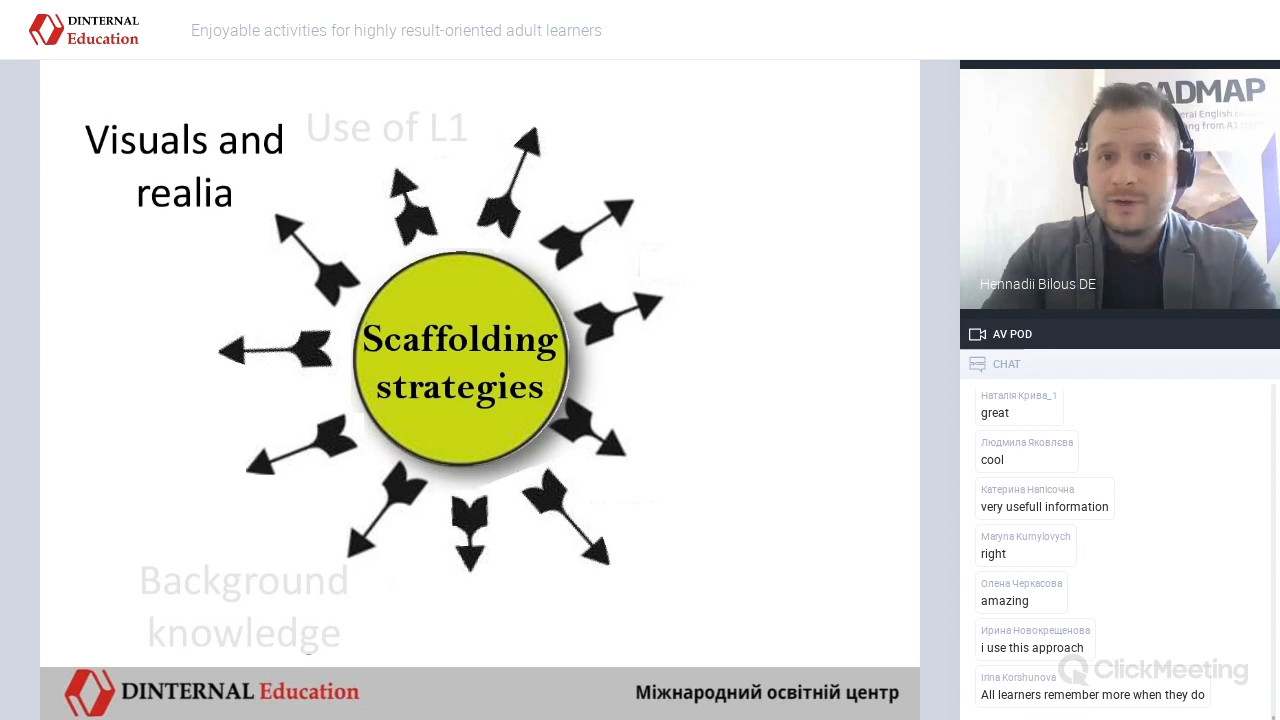 DINTERNAL
Education
Enjoyable activities for highly result-oriented adult learners
Visuals and
realia
Use of L1
Scaffolding
strategies
Background
knowledge
DINTERNAL Education
Міжнародний освітній центр
ROADMAP
Hennadii Bilous DE
AV POD
CHAT
Наталія Крива_1
great
Людмила Яковлєва
cool
Катерина Напісочна
very usefull information
Maryna Kurnylovych
right
Олена Черкасова
amazing
Ирина Новокрещенова
i use this approach
Irina Korshunova
All learners remember more when they do
ClickMeeting